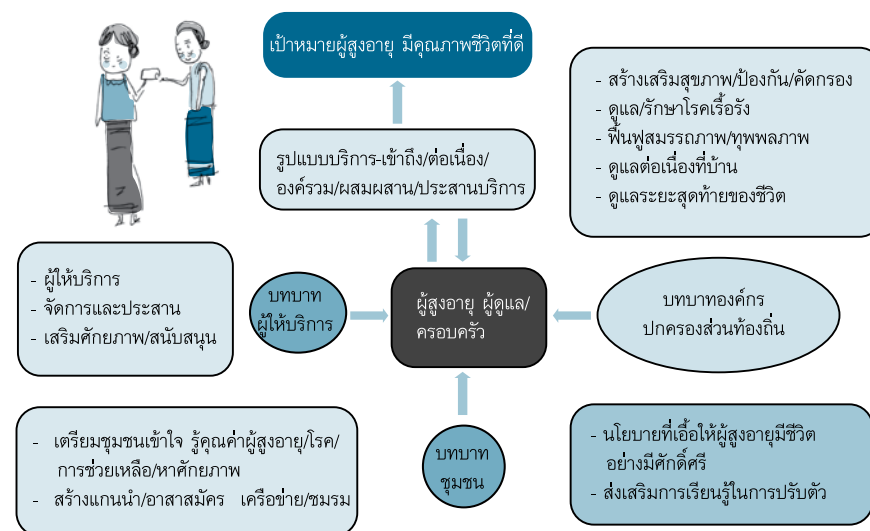 เป้าหมายผู้สูงอายุ มีคุณภาพชีวิตที่ดี
- สร้างเสริมสุขภาพ/ป้องกัน/คัดกรอง
- ดูแล/รักษาโรคเรื้อรัง
- ฟื้นฟูสมรรถภาพ/ทุพพลภาพ
- ดูแลต่อเนื่องที่บ้าน
- ดูแลระยะสุดท้ายของชีวิต
รูปแบบบริการ-เข้าถึง/ต่อเนื่อง/
องค์รวม/ผสมผสาน/ประสานบริการ
- ผู้ให้บริการ
- จัดการและประสาน
- เสริมศักยภาพ/สนับสนุน
บทบาท
ผู้ให้บริการ
ผู้สูงอายุ ผู้ดูแล/
ครอบครัว
บทบาทองค์กร
ปกครองส่วนท้องถิ่น
- เตรียมชุมชนเข้าใจ รู้คุณค่าผู้สูงอายุ/โรค/
การช่วยเหลือ/หาศักยภาพ
- สร้างแกนนำ/อาสาสมัคร เครือข่าย/ชมรม
บทบาท
ชุมชน
- นโยบายที่เอื้อให้ผู้สูงอายุมีชีวิต
อย่างมีศักดิ์ศรี
- ส่งเสริมการเรียนรู้ในการปรับตัว